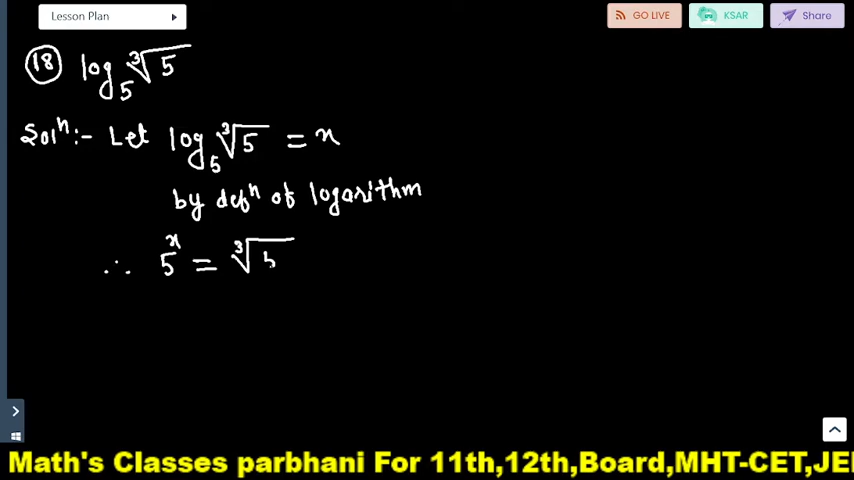 Lesson Plan
GO LIVE
KSAR
Share
(18) log₅ ∛5
Solⁿ:- Let log₅ ∛5 = x
by defⁿ of logarithm
∴ 5ˣ = ∛5
Math's Classes parbhani For 11th,12th,Board,MHT-CET,JE